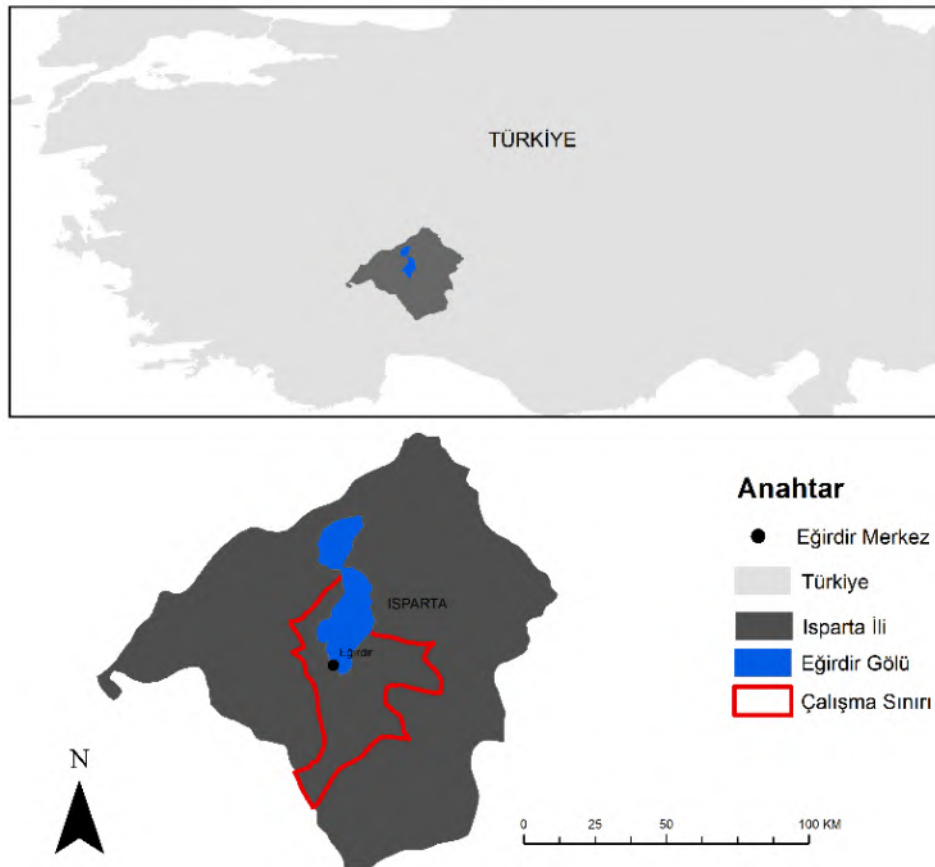 TÜRKİYE
ISPARTA
Eğirdir
Anahtar
Eğirdir Merkez
Türkiye
Isparta İli
Eğirdir Gölü
Çalışma Sınırı
N
0 25 50 100 KM